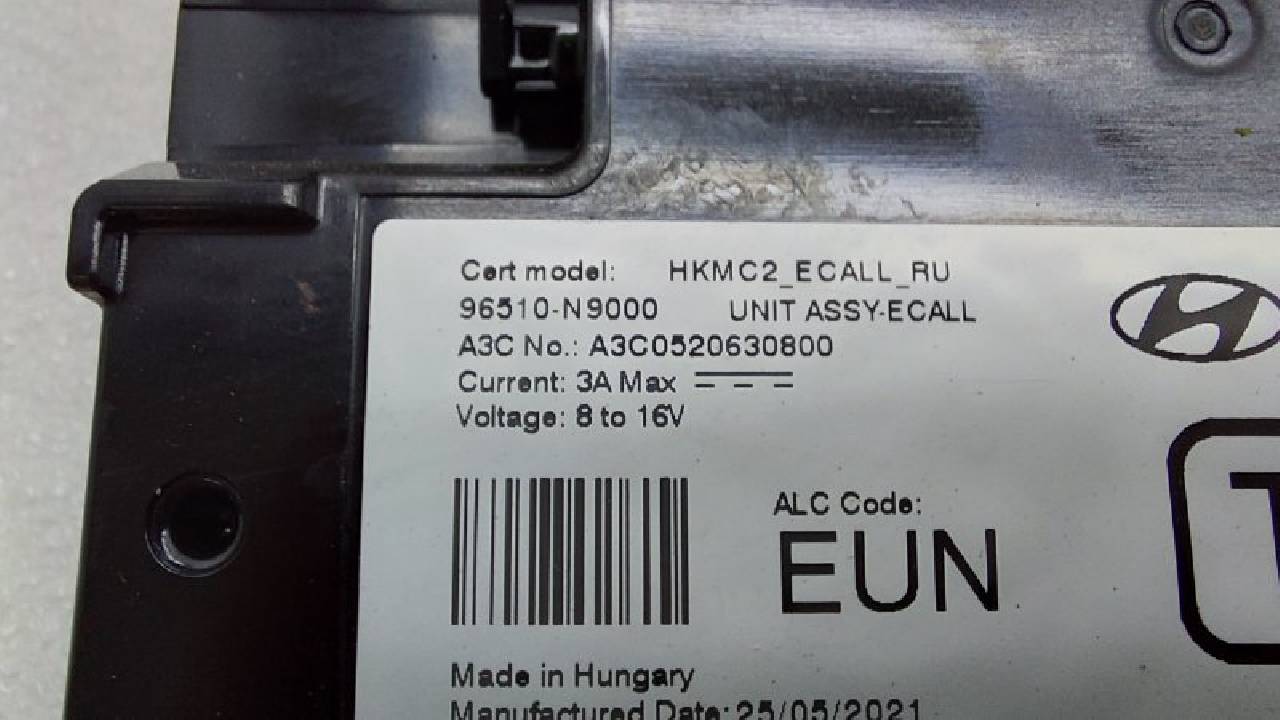 Cert model: HKMC2_ECALL_RU
96510-N9000 UNIT ASSY-ECALL
A3C No.: A3C0520630800
Current: 3A Max
Voltage: 8 to 16V
ALC Code:
EUN
Made in Hungary
Manufactured Date: 25/05/2021